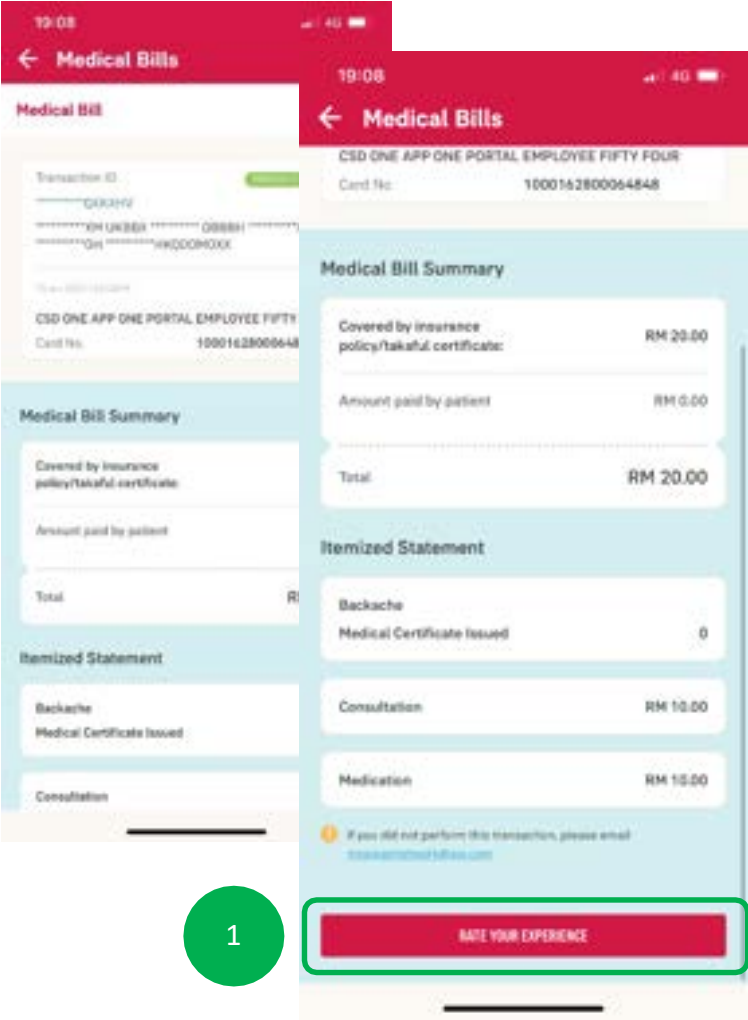 19:08
4G
← Medical Bills
Medical Bill
Transaction ID
CSD ONE APP ONE PORTAL EMPLOYEE FIFTY
Card No. 1000162800064
Medical Bill Summary
Covered by insurance
policy/takaful certificate:
Amount paid by patient
Total
Itemized Statement
Backache
Medical Certificate Issued
Consultation
19:08
4G
← Medical Bills
CSD ONE APP ONE PORTAL EMPLOYEE FIFTY FOUR
Card No. 1000162800064848
Medical Bill Summary
Covered by insurance
policy/takaful certificate: RM 20.00
Amount paid by patient RM 0.00
Total RM 20.00
Itemized Statement
Backache
Medical Certificate Issued 0
Consultation RM 10.00
Medication RM 10.00
If you did not perform this transaction, please email
1
RATE YOUR EXPERIENCE